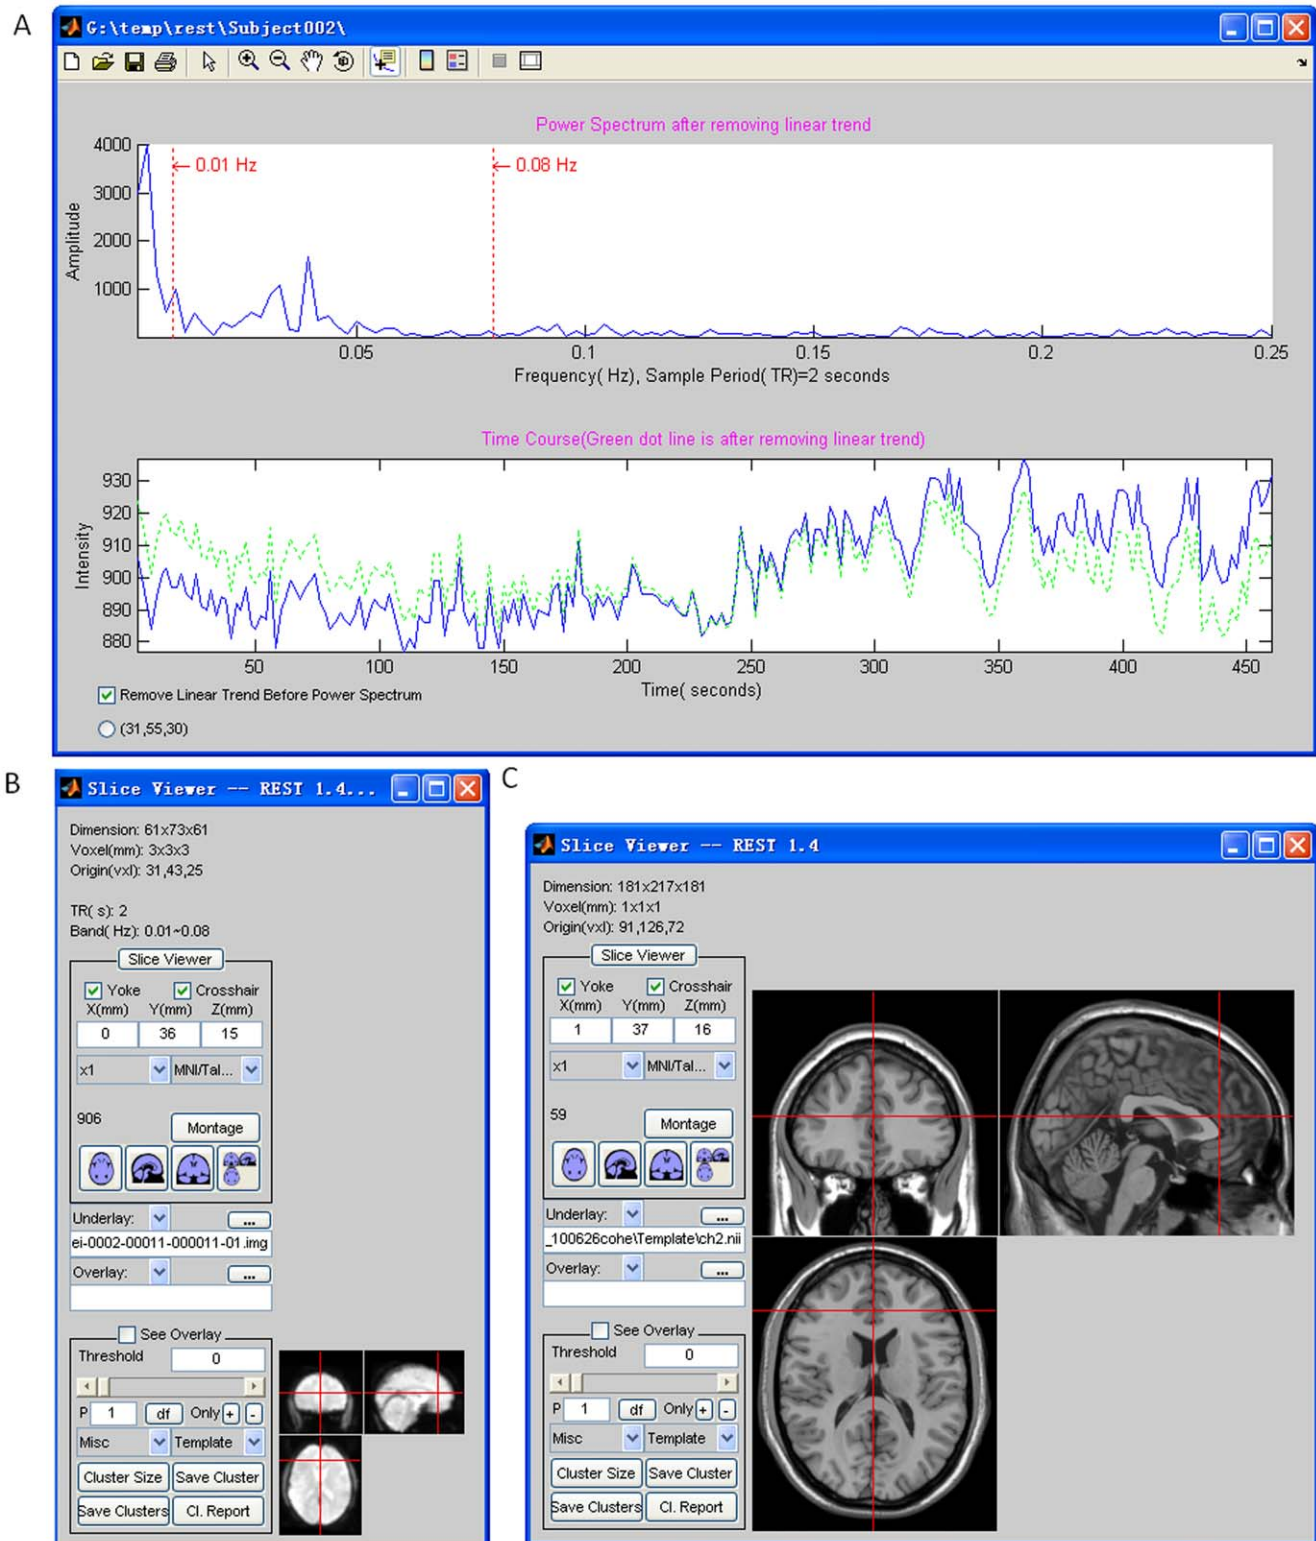 A
G:\temp\rest\Subject002\
Power Spectrum after removing linear trend
4000
3000
2000
1000
Amplitude
← 0.01 Hz
← 0.08 Hz
0.05
0.1
0.15
0.2
0.25
Frequency( Hz), Sample Period( TR)=2 seconds
Time Course(Green dot line is after removing linear trend)
930
920
910
900
890
880
Intensity
50
100
150
200
250
300
350
400
450
Time( seconds)
Remove Linear Trend Before Power Spectrum
(31,55,30)
B
Slice Viewer -- REST 1.4...
Dimension: 61x73x61
Voxel(mm): 3x3x3
Origin(vxl): 31,43,25
TR( s): 2
Band( Hz): 0.01~0.08
Slice Viewer
Yoke Crosshair
X(mm) Y(mm) Z(mm)
0 36 15
x1 MNI/Tal...
906
Montage
Underlay: ...
ei-0002-00011-000011-01.img
Overlay: ...
See Overlay
Threshold 0
P 1 df Only + -
Misc Template
Cluster Size Save Cluster
Save Clusters Cl. Report
C
Slice Viewer -- REST 1.4
Dimension: 181x217x181
Voxel(mm): 1x1x1
Origin(vxl): 91,126,72
Slice Viewer
Yoke Crosshair
X(mm) Y(mm) Z(mm)
1 37 16
x1 MNI/Tal...
59
Montage
Underlay: ...
_100626cohe\Template\ch2.nii
Overlay: ...
See Overlay
Threshold 0
P 1 df Only + -
Misc Template
Cluster Size Save Cluster
Save Clusters Cl. Report